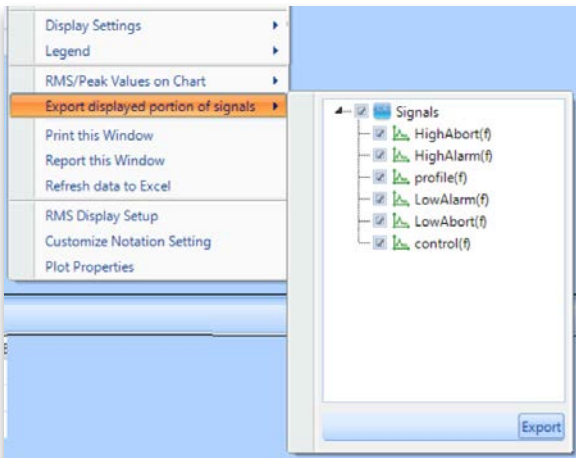 Display Settings
Legend
RMS/Peak Values on Chart
Export displayed portion of signals
Print this Window
Report this Window
Refresh data to Excel
RMS Display Setup
Customize Notation Setting
Plot Properties
Signals
HighAbort(f)
HighAlarm(f)
profile(f)
LowAlarm(f)
LowAbort(f)
control(f)
Export